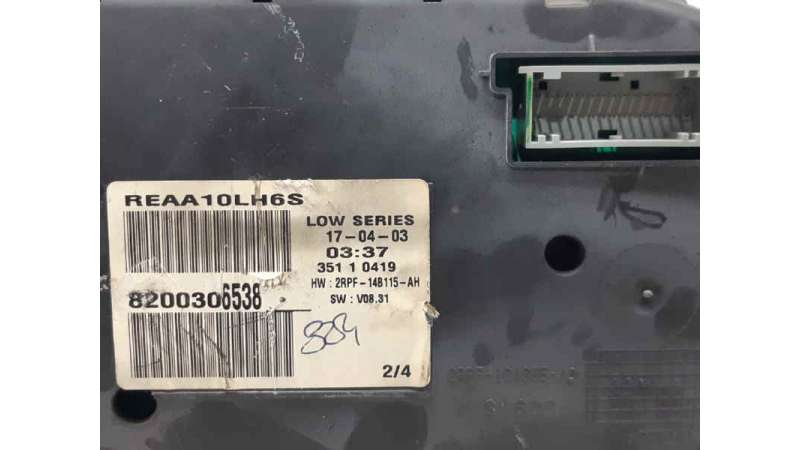 REAA10LH6S
LOW SERIES
17-04-03
03:37
351 1 0419
HW : 2RPF-14B115-AH
SW : V08.31
8200306538
884
2/4